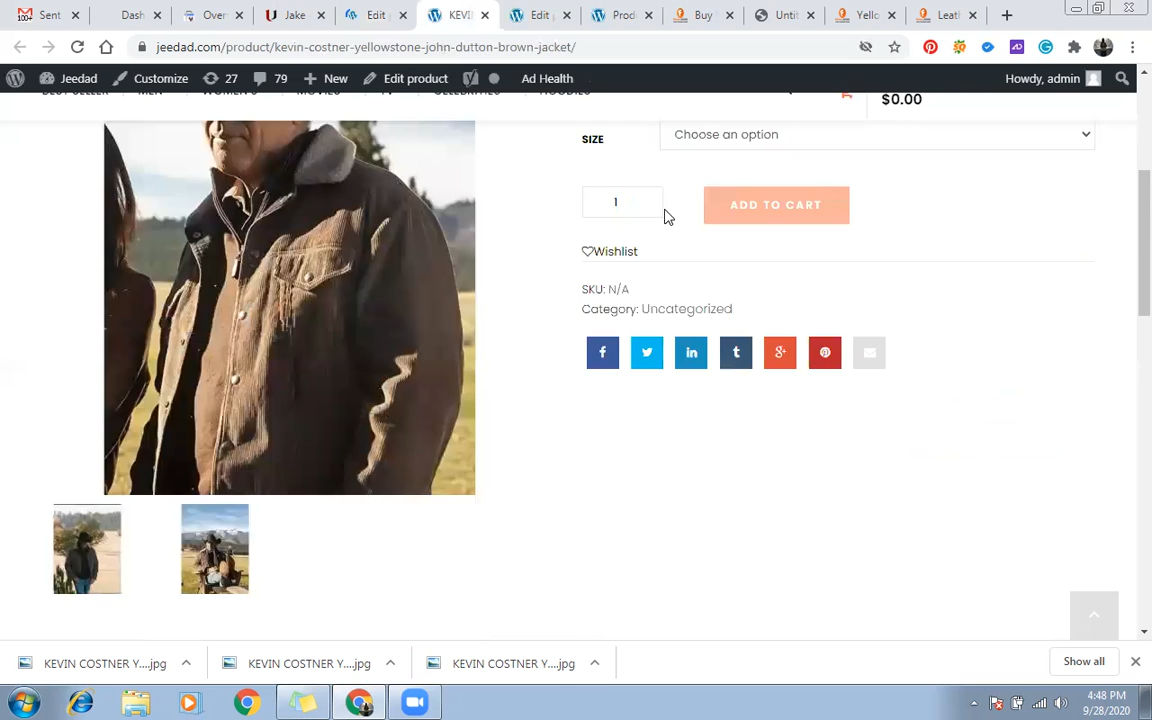 Sent
Dash
Over
Jake
Edit
KEVI
Edit
Prod
Buy
Unti
Yello
Leath
jeedad.com/product/kevin-costner-yellowstone-john-dutton-brown-jacket/
Jeedad
Customize
27
79
New
Edit product
Ad Health
Howdy, admin
$0.00
SIZE
Choose an option
1
ADD TO CART
Wishlist
SKU: N/A
Category: Uncategorized
KEVIN COSTNER Y....jpg
KEVIN COSTNER Y....jpg
KEVIN COSTNER Y....jpg
Show all
4:48 PM
9/28/2020